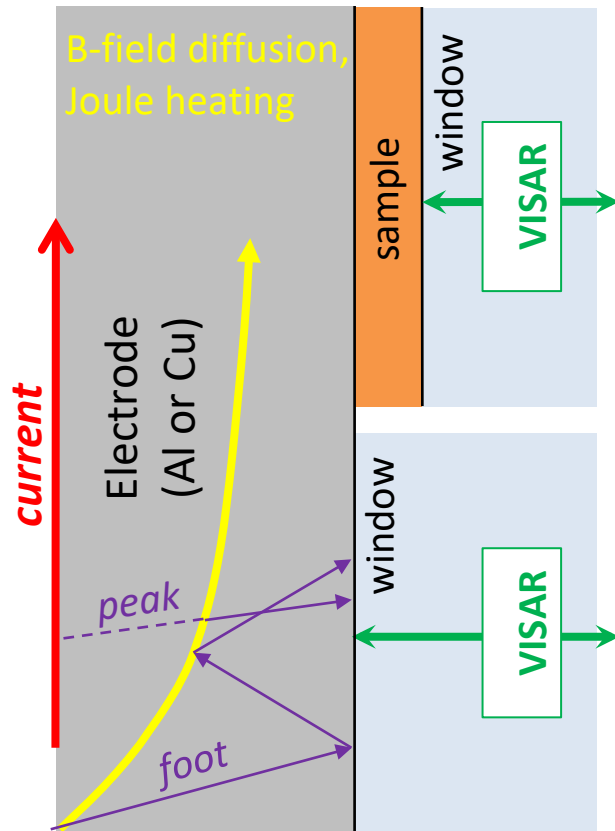 B-field diffusion,
Joule heating
current
Electrode
(Al or Cu)
peak
foot
sample
window
VISAR
window
VISAR